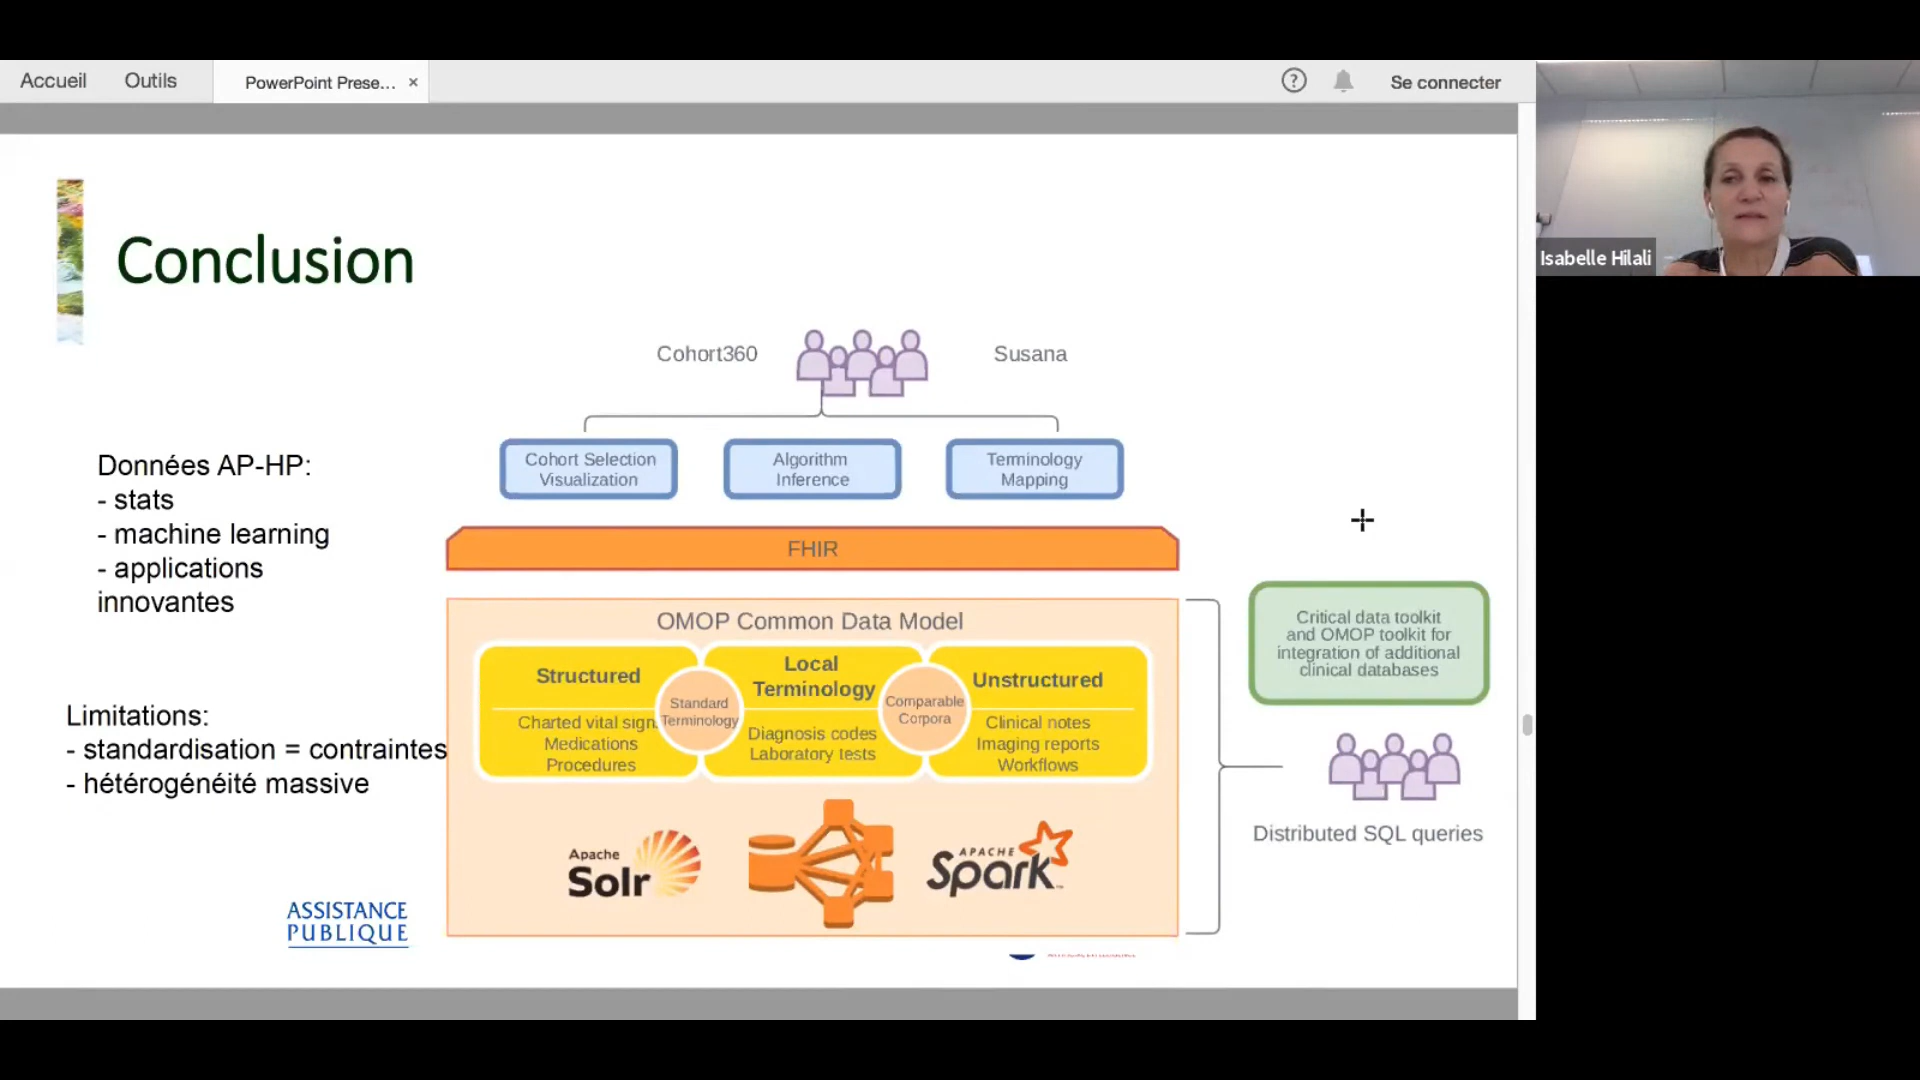 Accueil
Outils
PowerPoint Prese... ×
?
Se connecter
Isabelle Hilali
Conclusion
Cohort360
Susana
Données AP-HP:
- stats
- machine learning
- applications
innovantes
Limitations:
- standardisation = contraintes
- hétérogénéité massive
Cohort Selection
Visualization
Algorithm
Inference
Terminology
Mapping
FHIR
OMOP Common Data Model
Structured
Charted vital sign
Medications
Procedures
Standard
Terminology
Local
Terminology
Diagnosis codes
Laboratory tests
Comparable
Corpora
Unstructured
Clinical notes
Imaging reports
Workflows
Apache
Solr
APACHE
Spark
Critical data toolkit
and OMOP toolkit for
integration of additional
clinical databases
Distributed SQL queries
ASSISTANCE
PUBLIQUE